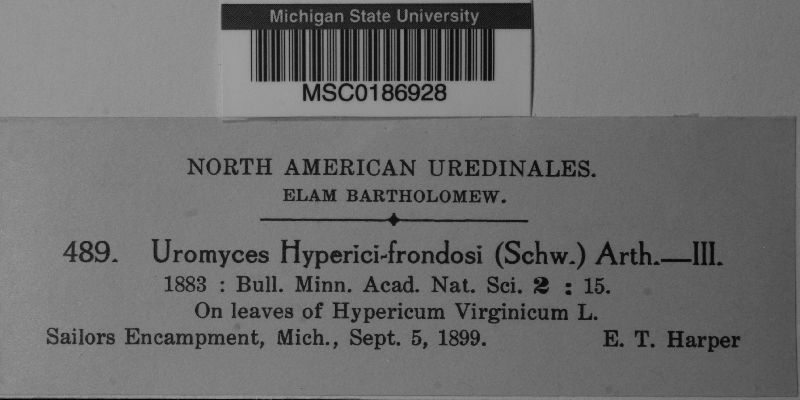 Michigan State University
MSC0186928
NORTH AMERICAN UREDINALES.
ELAM BARTHOLOMEW.
489. Uromyces Hyperici-frondosi (Schw.) Arth.—III.
1883 : Bull. Minn. Acad. Nat. Sci. 2 : 15.
On leaves of Hypericum Virginicum L.
Sailors Encampment, Mich., Sept. 5, 1899. E. T. Harper